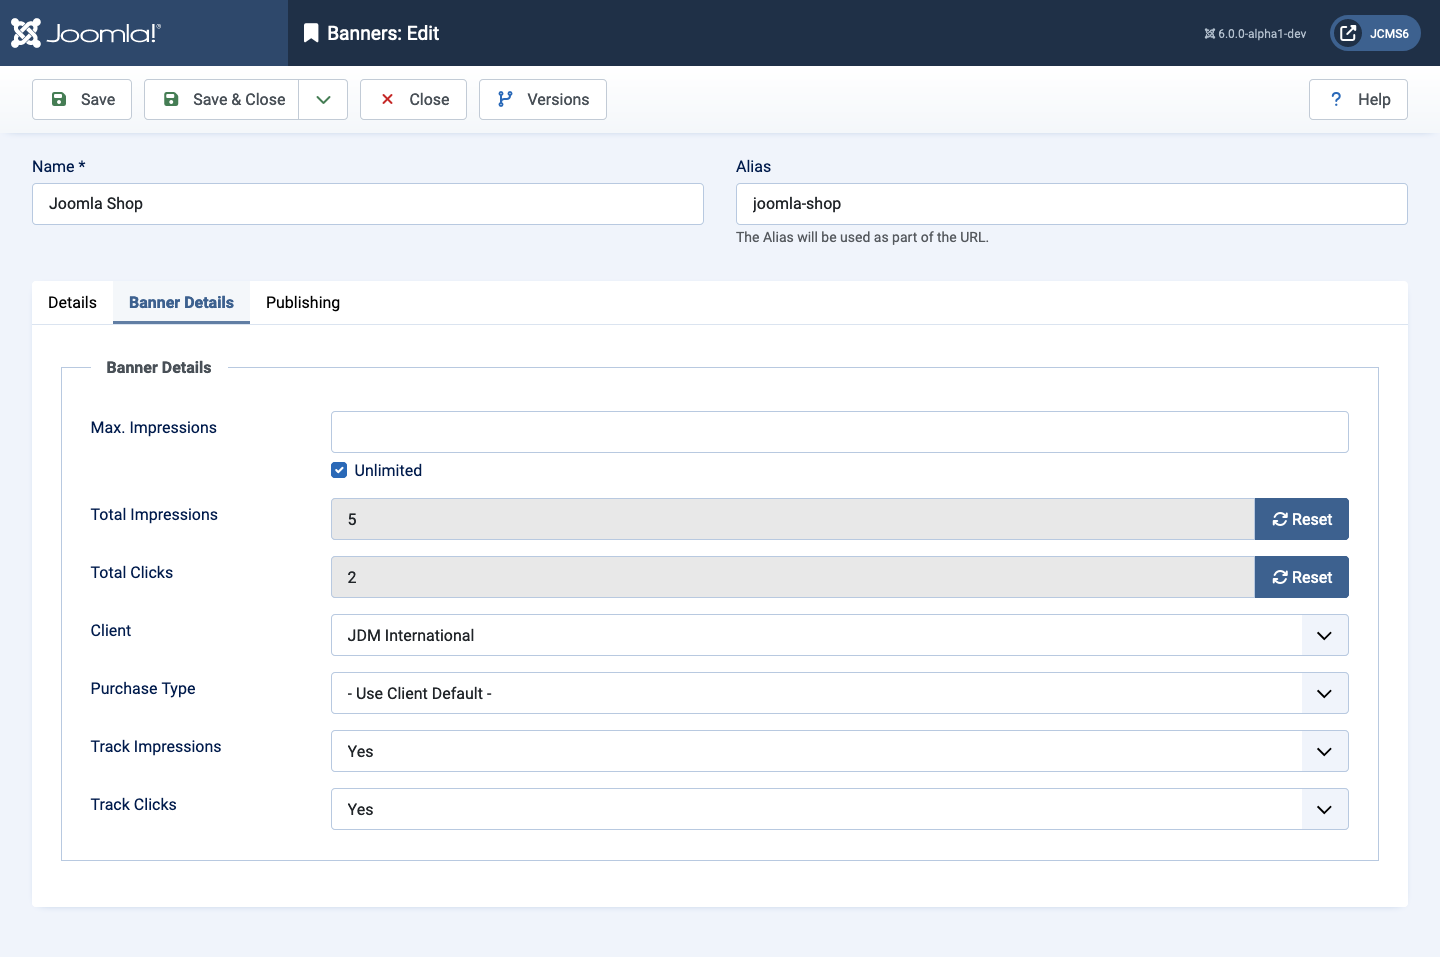 Joomla!®
Banners: Edit
6.0.0-alpha1-dev
JCMS6
Save
Save & Close
Close
Versions
? Help
Name *
Alias
Joomla Shop
joomla-shop
The Alias will be used as part of the URL.
Details
Banner Details
Publishing
Banner Details
Max. Impressions
Unlimited
Total Impressions
5
Reset
Total Clicks
2
Reset
Client
JDM International
Purchase Type
- Use Client Default -
Track Impressions
Yes
Track Clicks
Yes